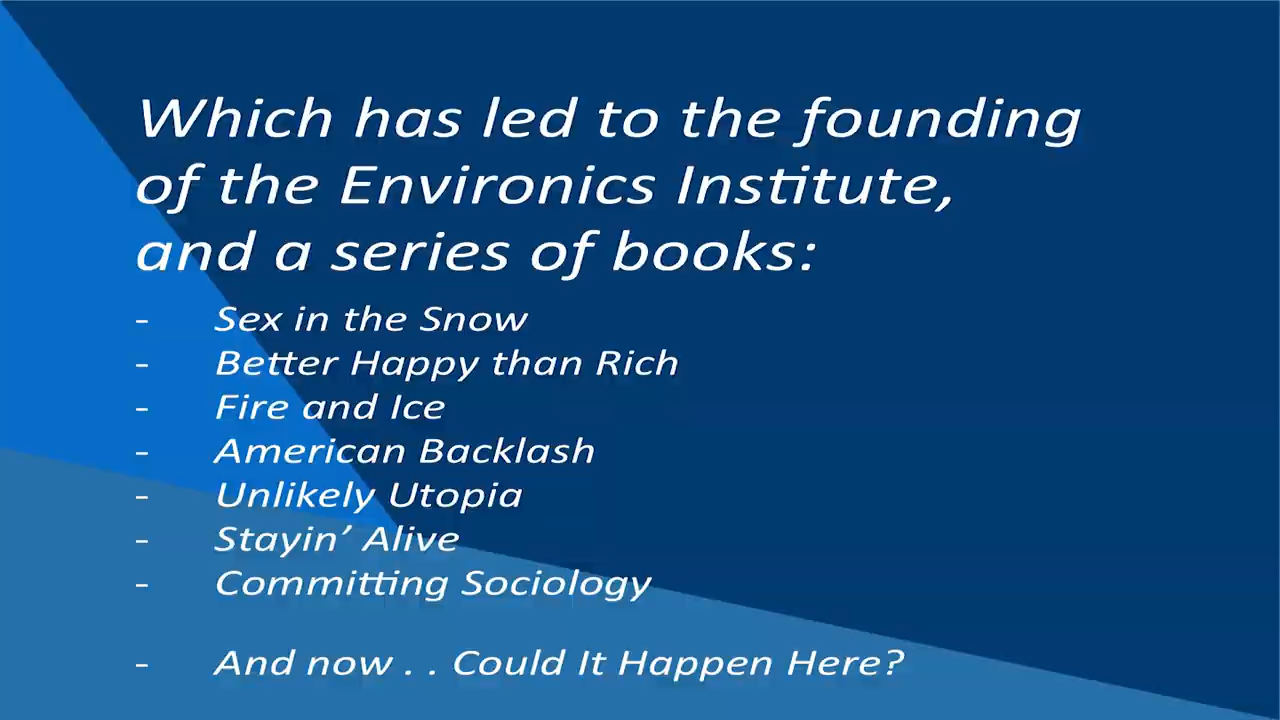 Which has led to the founding
of the Environics Institute,
and a series of books:
- Sex in the Snow
- Better Happy than Rich
- Fire and Ice
- American Backlash
- Unlikely Utopia
- Stayin’ Alive
- Committing Sociology
- And now . . Could It Happen Here?